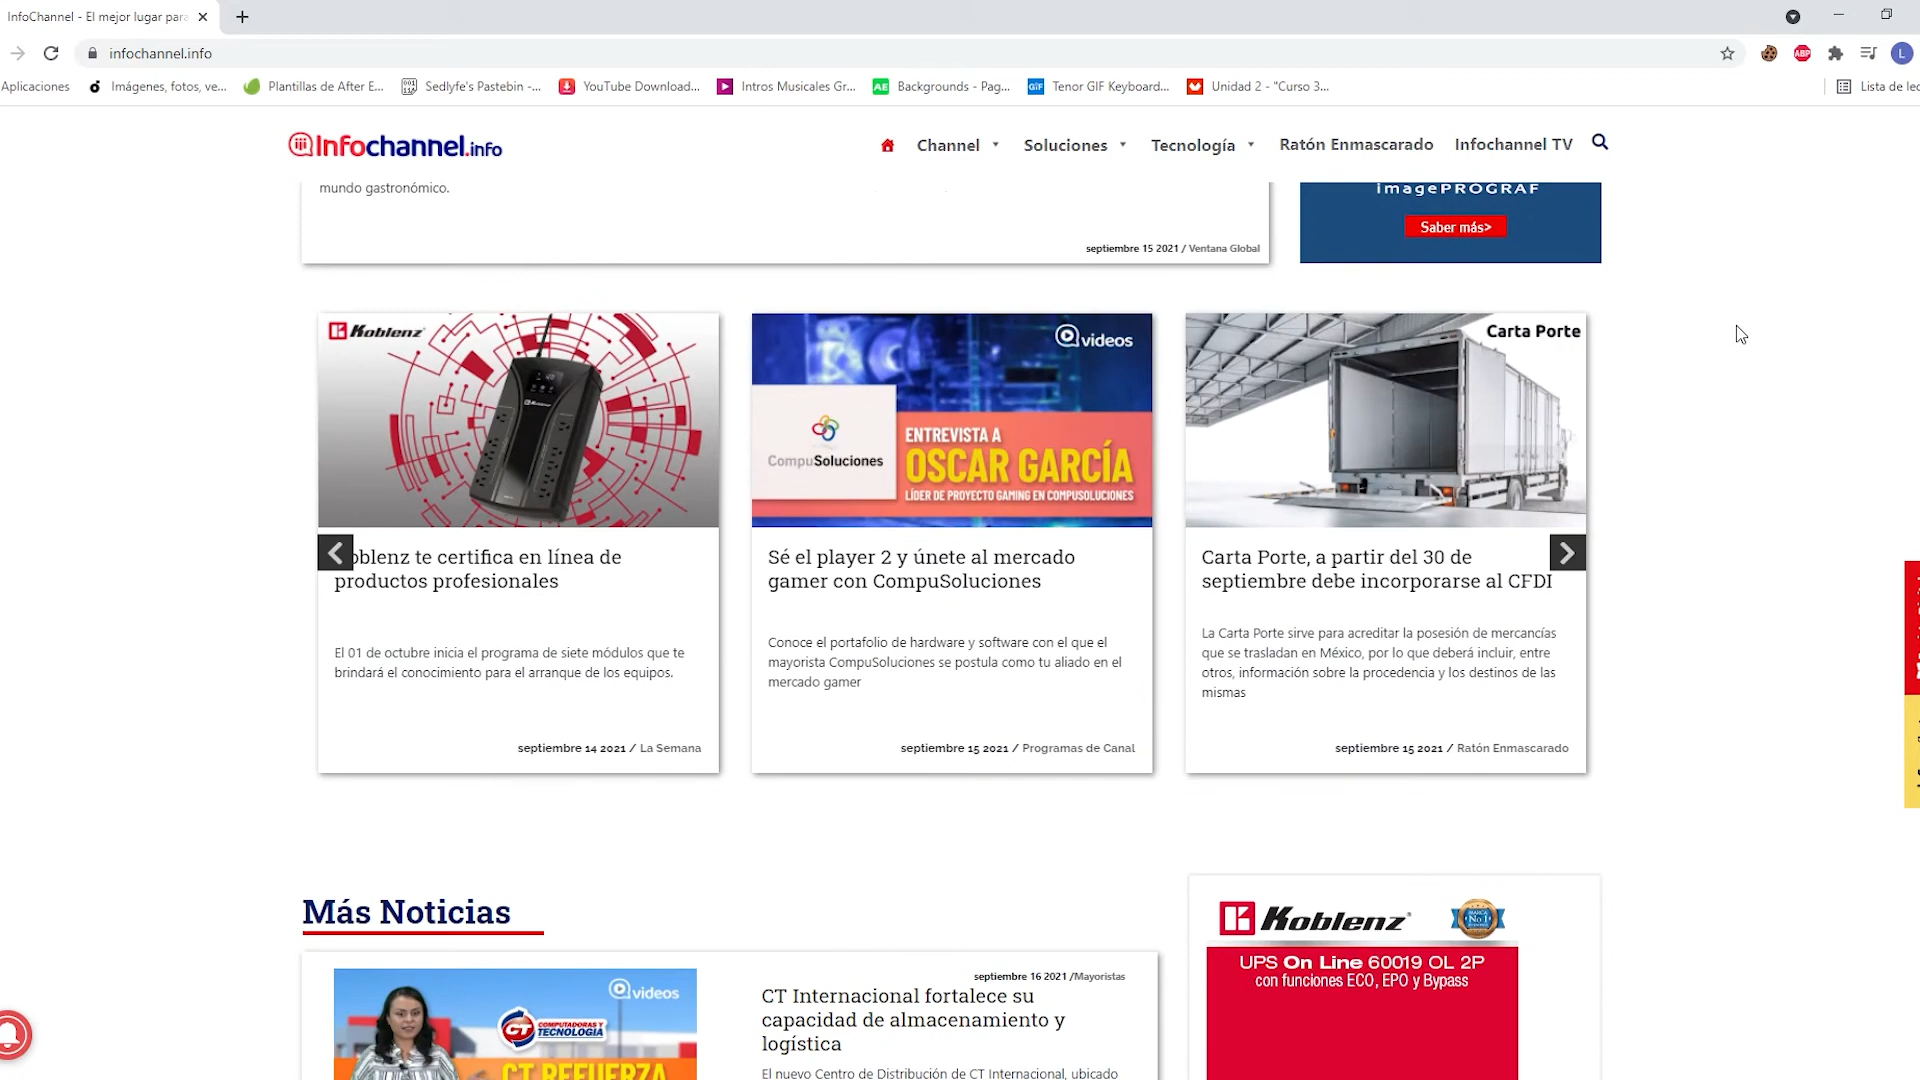 InfoChannel - El mejor lugar para
infochannel.info
L
Aplicaciones
Imágenes, fotos, ve...
Plantillas de After E...
Sedlyfe's Pastebin -...
YouTube Download...
Intros Musicales Gr...
AE
Backgrounds - Pag...
GIF
Tenor GIF Keyboard...
Unidad 2 - "Curso 3...
Lista de lec
ABP
Infochannel.info
Channel
Soluciones
Tecnología
Ratón Enmascarado
Infochannel TV
mundo gastronómico.
septiembre 15 2021 / Ventana Global
imagePROGRAF
Saber más>
Koblenz
oblenz te certifica en línea de
productos profesionales
El 01 de octubre inicia el programa de siete módulos que te
brindará el conocimiento para el arranque de los equipos.
septiembre 14 2021 / La Semana
videos
CompuSoluciones
ENTREVISTA A
OSCAR GARCÍA
LÍDER DE PROYECTO GAMING EN COMPUSOLUCIONES
Sé el player 2 y únete al mercado
gamer con CompuSoluciones
Conoce el portafolio de hardware y software con el que el
mayorista CompuSoluciones se postula como tu aliado en el
mercado gamer
septiembre 15 2021 / Programas de Canal
Carta Porte
Carta Porte, a partir del 30 de
septiembre debe incorporarse al CFDI
La Carta Porte sirve para acreditar la posesión de mercancías
que se trasladan en México, por lo que deberá incluir, entre
otros, información sobre la procedencia y los destinos de las
mismas
septiembre 15 2021 / Ratón Enmascarado
Más Noticias
videos
CT COMPUTADORAS Y
TECNOLOGÍA
CT REFUERZA
septiembre 16 2021 /Mayoristas
CT Internacional fortalece su
capacidad de almacenamiento y
logística
El nuevo Centro de Distribución de CT Internacional, ubicado
Koblenz
MARCA
No 1
UPS On Line 60019 OL 2P
con funciones ECO, EPO y Bypass